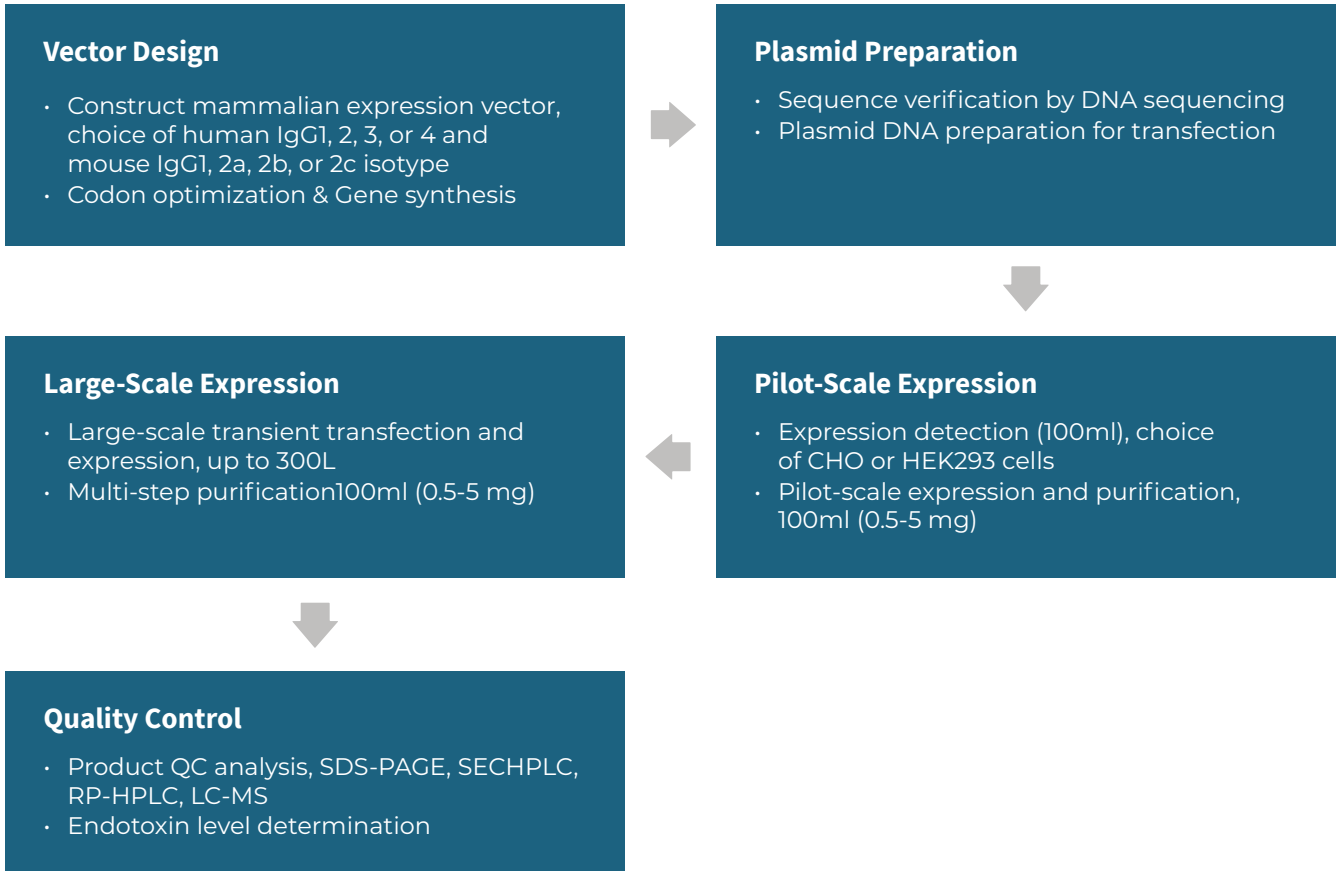 Vector Design
• Construct mammalian expression vector,
choice of human IgG1, 2, 3, or 4 and
mouse IgG1, 2a, 2b, or 2c isotype
• Codon optimization & Gene synthesis
Plasmid Preparation
• Sequence verification by DNA sequencing
• Plasmid DNA preparation for transfection
Pilot-Scale Expression
• Expression detection (100ml), choice
of CHO or HEK293 cells
• Pilot-scale expression and purification,
100ml (0.5-5 mg)
Large-Scale Expression
• Large-scale transient transfection and
expression, up to 300L
• Multi-step purification100ml (0.5-5 mg)
Quality Control
• Product QC analysis, SDS-PAGE, SECHPLC,
RP-HPLC, LC-MS
• Endotoxin level determination